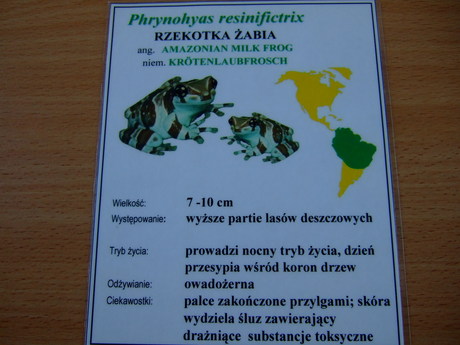 Phrynohyas resinifictrix
RZEKOTKA ŻABIA
ang. AMAZONIAN MILK FROG
niem. KRÖTENLAUBFROSCH
Wielkość: 7 -10 cm
Występowanie: wyższe partie lasów deszczowych
Tryb życia: prowadzi nocny tryb życia, dzień
przesypia wśród koron drzew
Odżywianie: owadożerna
Ciekawostki: palce zakończone przylgami; skóra
wydziela śluz zawierający
drażniące substancje toksyczne